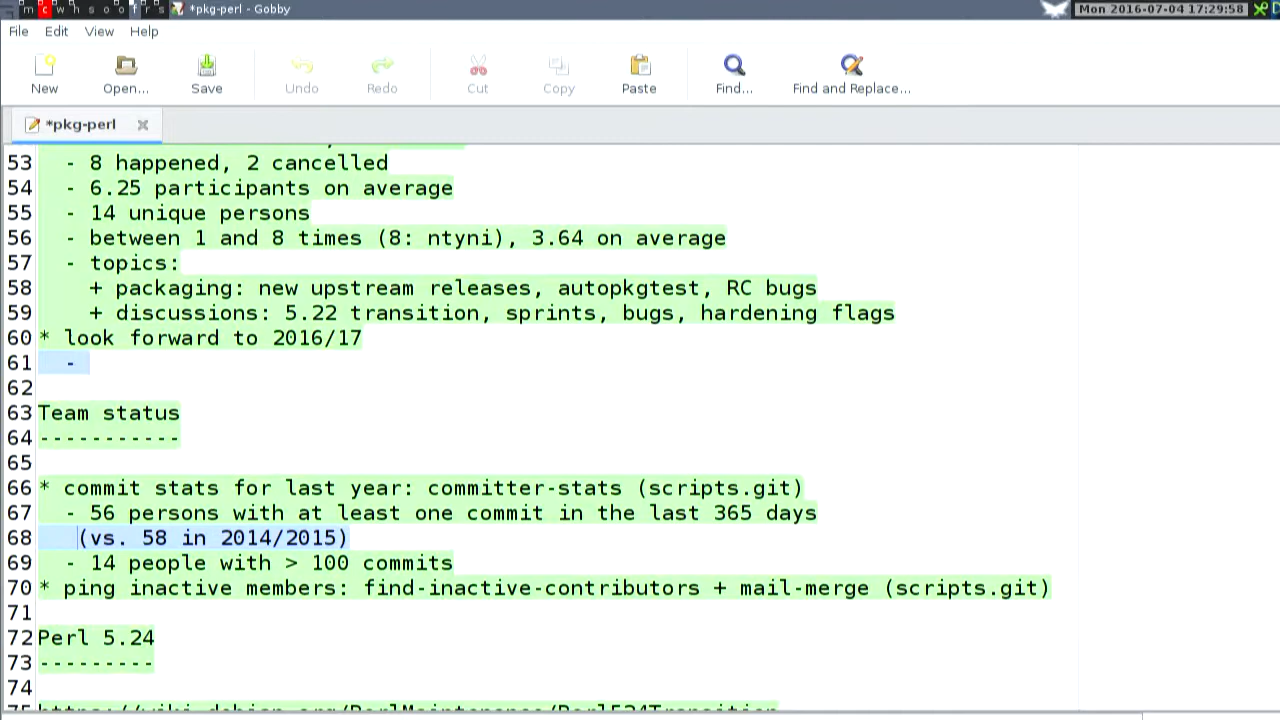 m c w h s o o f r s *pkg-perl - Gobby Mon 2016-07-04 17:29:58
File Edit View Help
New Open... Save Undo Redo Cut Copy Paste Find... Find and Replace...
*pkg-perl
53 - 8 happened, 2 cancelled
54 - 6.25 participants on average
55 - 14 unique persons
56 - between 1 and 8 times (8: ntyni), 3.64 on average
57 - topics:
58 + packaging: new upstream releases, autopkgtest, RC bugs
59 + discussions: 5.22 transition, sprints, bugs, hardening flags
60 * look forward to 2016/17
61 -
62
63 Team status
64 -----------
65
66 * commit stats for last year: committer-stats (scripts.git)
67 - 56 persons with at least one commit in the last 365 days
68 (vs. 58 in 2014/2015)
69 - 14 people with > 100 commits
70 * ping inactive members: find-inactive-contributors + mail-merge (scripts.git)
71
72 Perl 5.24
73 ---------
74
75 https://wiki.debian.org/PerlMaintenance/Perl524Transition